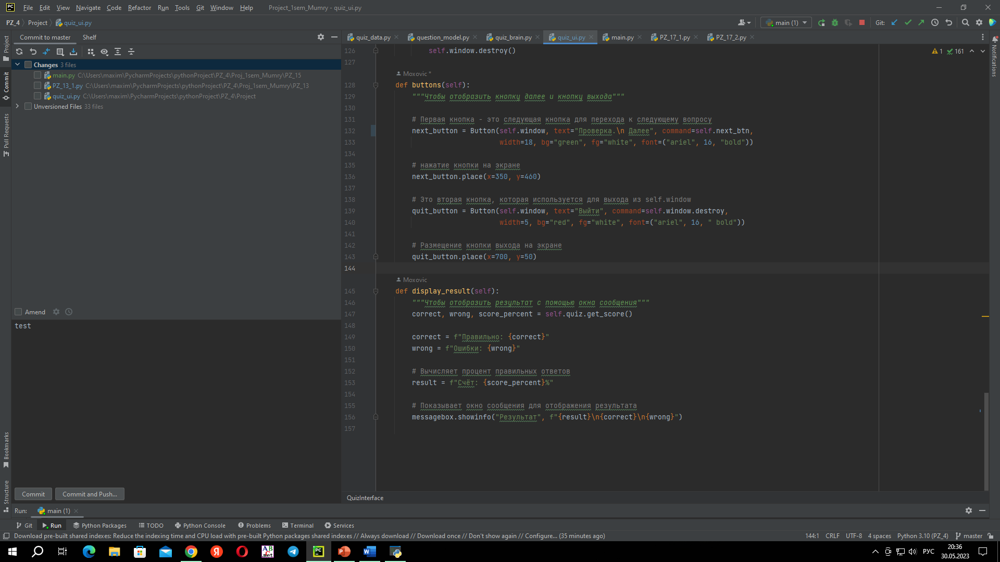 File Edit View Navigate Code Refactor Run Tools Git Window Help Project_1sem_Mumry - quiz_ui.py
PZ_4 Project quiz_ui.py main (1) Git:
Commit to master Shelf
quiz_data.py question_model.py quiz_brain.py quiz_ui.py main.py PZ_17_1.py PZ_17_2.py
Changes 3 files
main.py C:\Users\maxim\PycharmProjects\pythonProject\PZ_4\Proj_1sem_Mumry\PZ_15
PZ_13_1.py C:\Users\maxim\PycharmProjects\pythonProject\PZ_4\Proj_1sem_Mumry\PZ_13
quiz_ui.py C:\Users\maxim\PycharmProjects\pythonProject\PZ_4\Project
Unversioned Files 33 files
Amend
test
Commit Commit and Push...
Project
Commit
Pull Requests
Bookmarks
Structure
Notifications
1 161
126 self.window.destroy()
127
Moxovic *
128 def buttons(self):
129 """Чтобы отобразить кнопку далее и кнопку выхода"""
130
131 # Первая кнопка - это следующая кнопка для перехода к следующему вопросу
132 next_button = Button(self.window, text="Проверка.\n Далее", command=self.next_btn,
133 width=18, bg="green", fg="white", font=("ariel", 16, "bold"))
134
135 # нажатие кнопки на экране
136 next_button.place(x=350, y=460)
137
138 # Это вторая кнопка, которая используется для выхода из self.window
139 quit_button = Button(self.window, text="Выйти", command=self.window.destroy,
140 width=5, bg="red", fg="white", font=("ariel", 16, " bold"))
141
142 # Размещение кнопки выхода на экране
143 quit_button.place(x=700, y=50)
144
Moxovic
145 def display_result(self):
146 """Чтобы отобразить результат с помощью окна сообщения"""
147 correct, wrong, score_percent = self.quiz.get_score()
148
149 correct = f"Правильно: {correct}"
150 wrong = f"Ошибки: {wrong}"
151
152 # Вычисляет процент правильных ответов
153 result = f"Счёт: {score_percent}%"
154
155 # Показывает окно сообщения для отображения результата
156 messagebox.showinfo("Результат", f"{result}\n{correct}\n{wrong}")
157
QuizInterface
Run: main (1)
Git Run Python Packages TODO Python Console Problems Terminal Services
Download pre-built shared indexes: Reduce the indexing time and CPU load with pre-built Python packages shared indexes // Always download // Download once // Don't show again // Configure... (35 minutes ago) 144:1 CRLF UTF-8 4 spaces Python 3.10 (PZ_4) master
РУС 20:36
30.05.2023